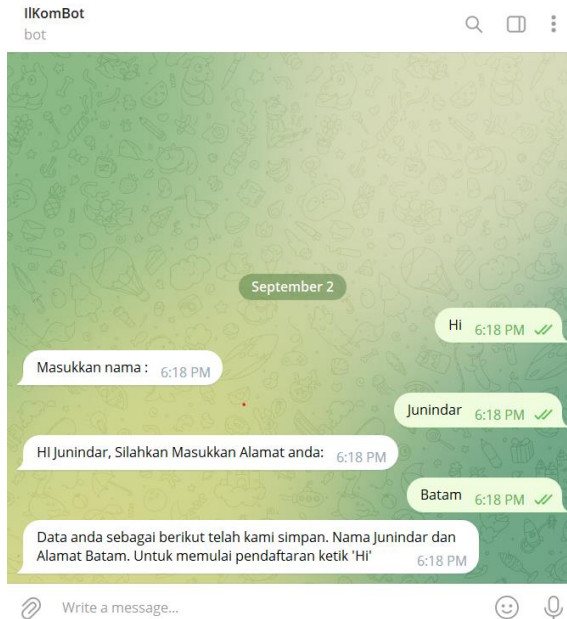 IlKomBot
bot
September 2
Hi 6:18 PM
Masukkan nama : 6:18 PM
Junindar 6:18 PM
HI Junindar, Silahkan Masukkan Alamat anda: 6:18 PM
Batam 6:18 PM
Data anda sebagai berikut telah kami simpan. Nama Junindar dan
Alamat Batam. Untuk memulai pendaftaran ketik 'Hi' 6:18 PM
Write a message...